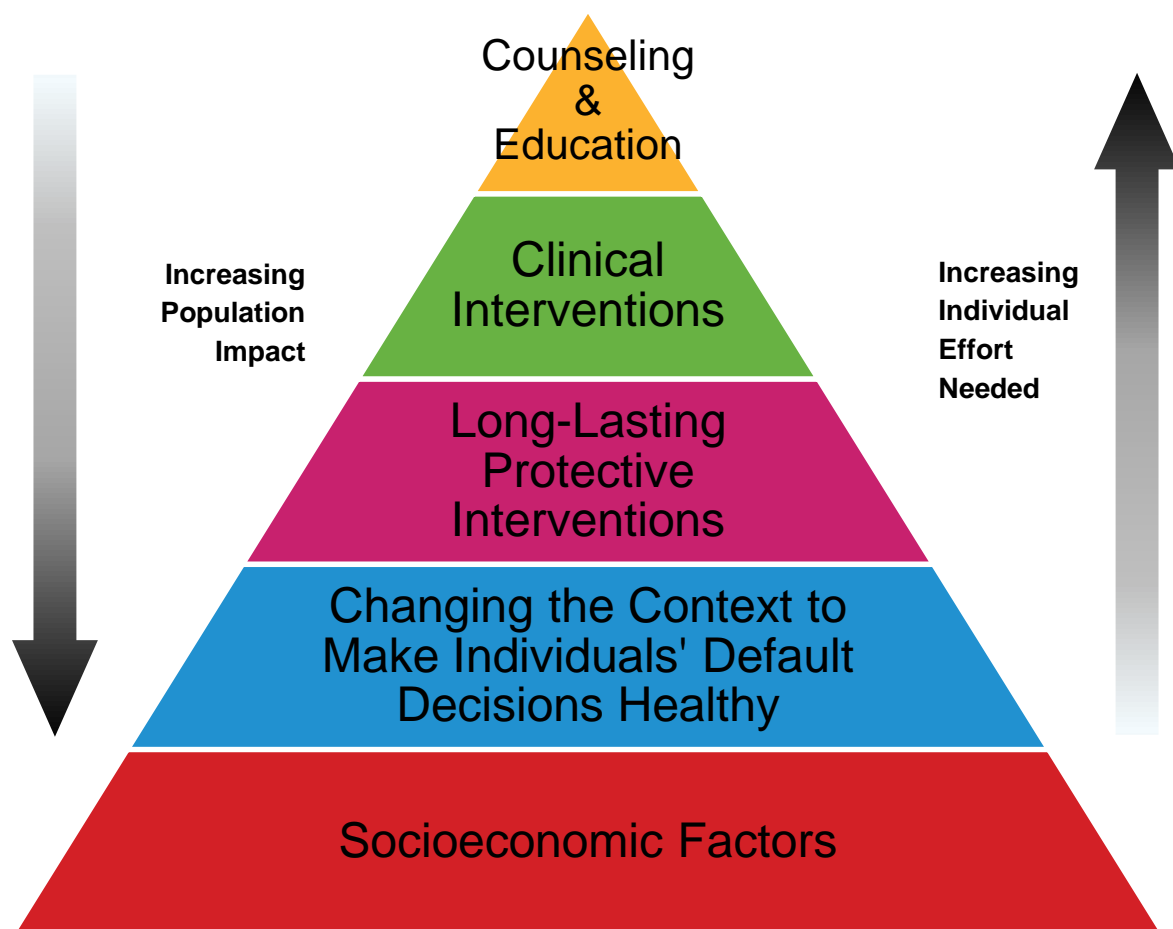 Counseling
&
Education
Clinical
Interventions
Increasing
Population
Impact
Increasing
Individual
Effort
Needed
Long-Lasting
Protective
Interventions
Changing the Context to
Make Individuals' Default
Decisions Healthy
Socioeconomic Factors